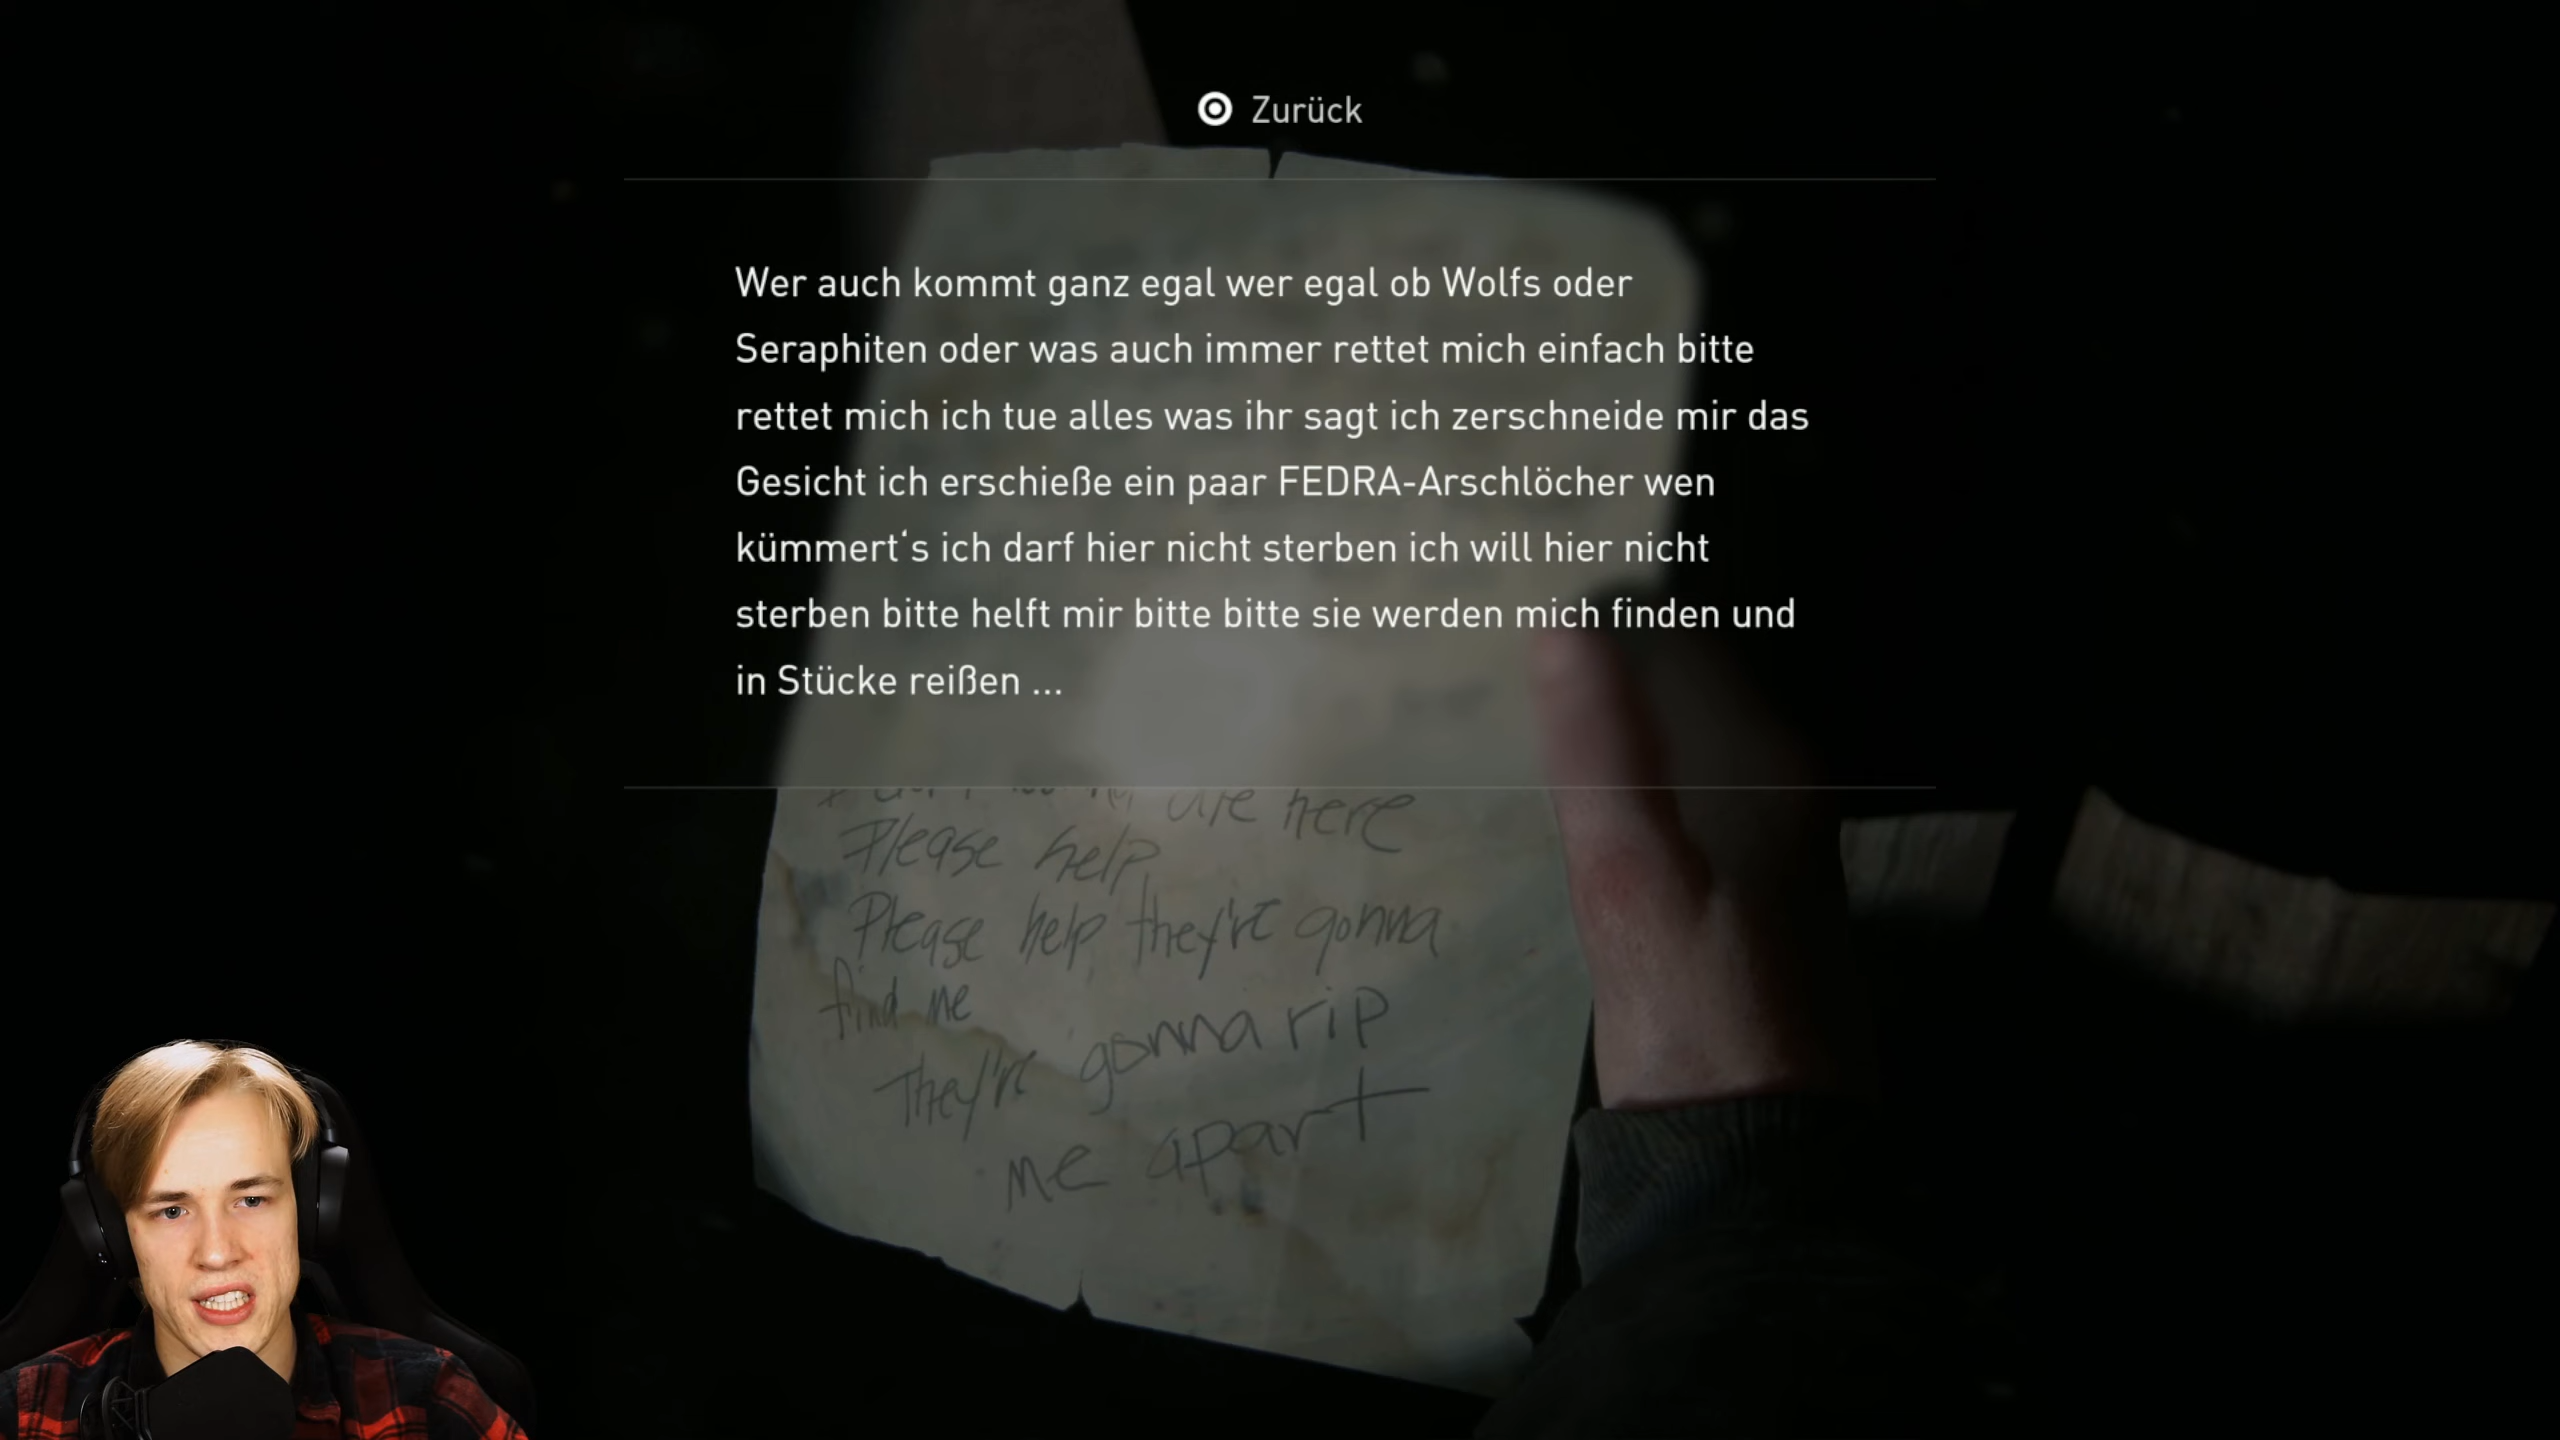 Zurück
Wer auch kommt ganz egal wer egal ob Wolfs oder
Seraphiten oder was auch immer rettet mich einfach bitte
rettet mich ich tue alles was ihr sagt ich zerschneide mir das
Gesicht ich erschieße ein paar FEDRA-Arschlöcher wen
kümmert‘s ich darf hier nicht sterben ich will hier nicht
sterben bitte helft mir bitte bitte sie werden mich finden und
in Stücke reißen ...
die here
Please help
Please help they're gonna
find me
They're gonna rip
me apart